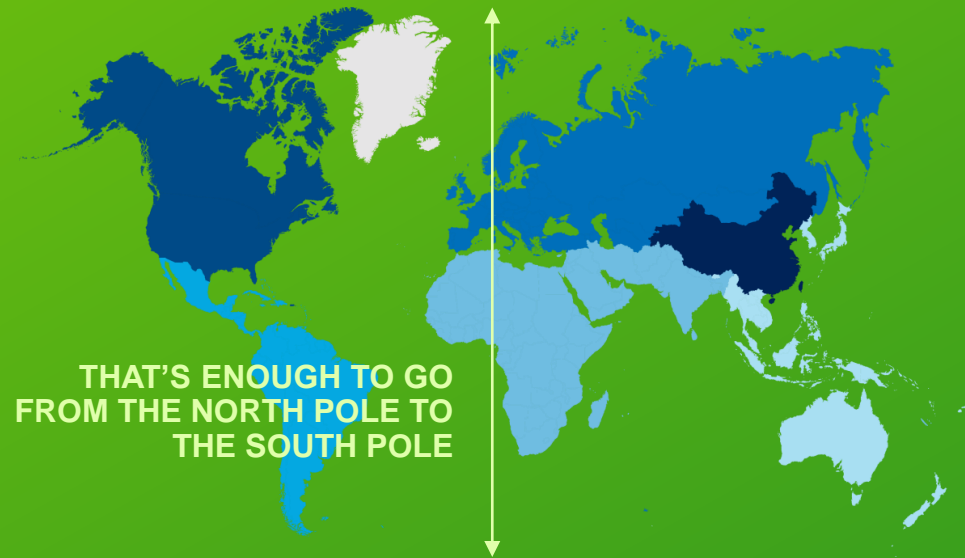 THAT’S ENOUGH TO GO
FROM THE NORTH POLE TO
THE SOUTH POLE